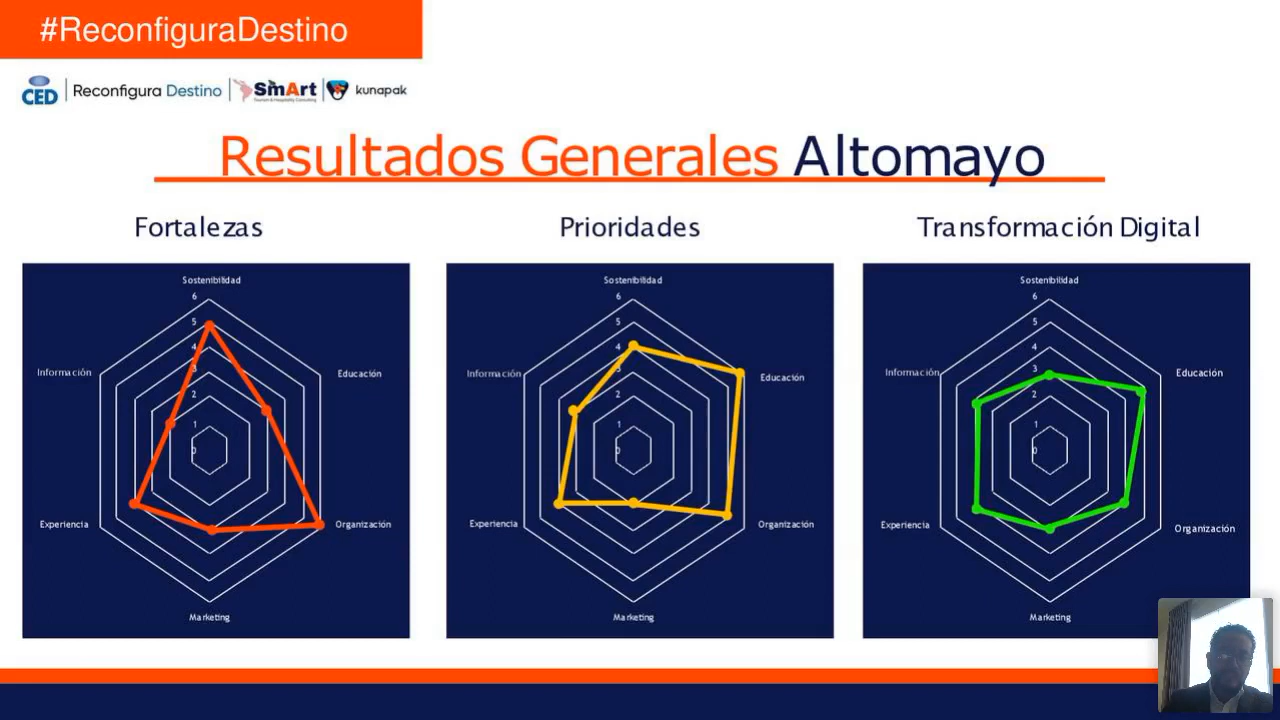 #ReconfiguraDestino
CED | Reconfigura Destino | SmArt | kunapak
Tourism & Hospitality Consulting
Resultados Generales Altomayo
Fortalezas
Prioridades
Transformación Digital
Sostenibilidad
6
5
4
3
2
1
0
Información
Educación
Experiencia
Organización
Marketing
Sostenibilidad
6
5
4
3
2
1
0
Información
Educación
Experiencia
Organización
Marketing
Sostenibilidad
6
5
4
3
2
1
0
Información
Educación
Experiencia
Organización
Marketing